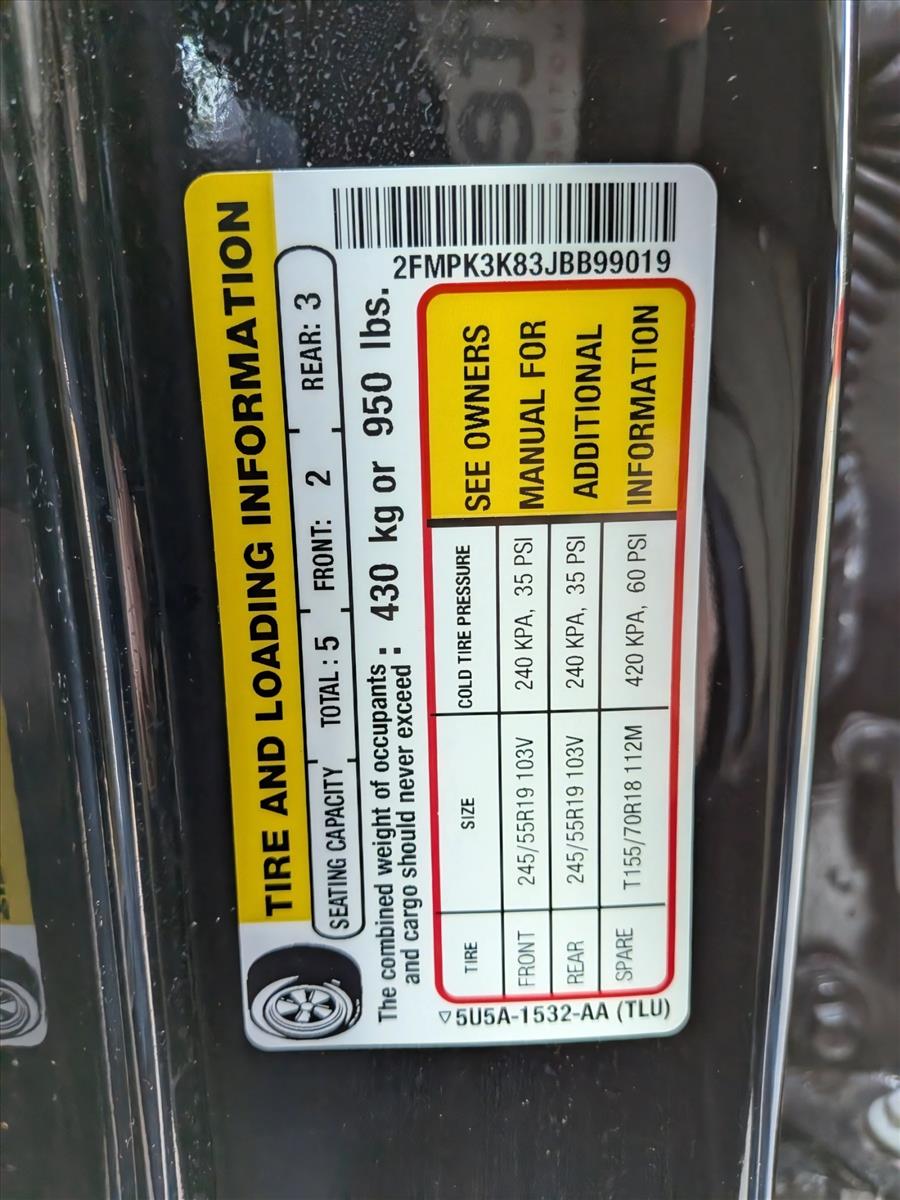 TIRE AND LOADING INFORMATION
SEATING CAPACITY TOTAL : 5 FRONT: 2 REAR: 3
The combined weight of occupants and cargo should never exceed : 430 kg or 950 lbs.
2FMPK3K83JBB99019
TIRE SIZE COLD TIRE PRESSURE
FRONT 245/55R19 103V 240 KPA, 35 PSI
REAR 245/55R19 103V 240 KPA, 35 PSI
SPARE T155/70R18 112M 420 KPA, 60 PSI
SEE OWNERS
MANUAL FOR
ADDITIONAL
INFORMATION
▽5U5A-1532-AA (TLU)